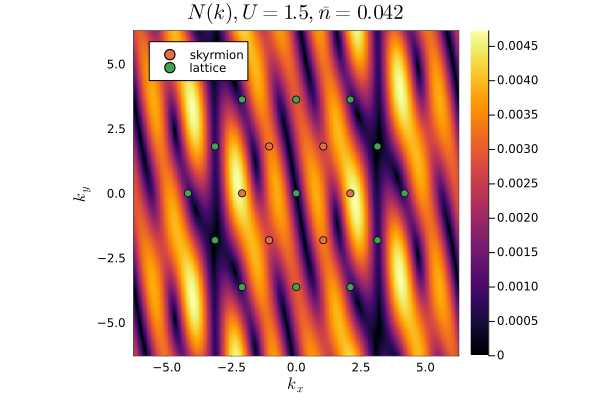 N(k), U = 1.5, n̄ = 0.042
skyrmion
lattice
5.0
2.5
0.0
−2.5
−5.0
k_y
−5.0 −2.5 0.0 2.5 5.0
k_x
0.0045
0.0040
0.0035
0.0030
0.0025
0.0020
0.0015
0.0010
0.0005
0